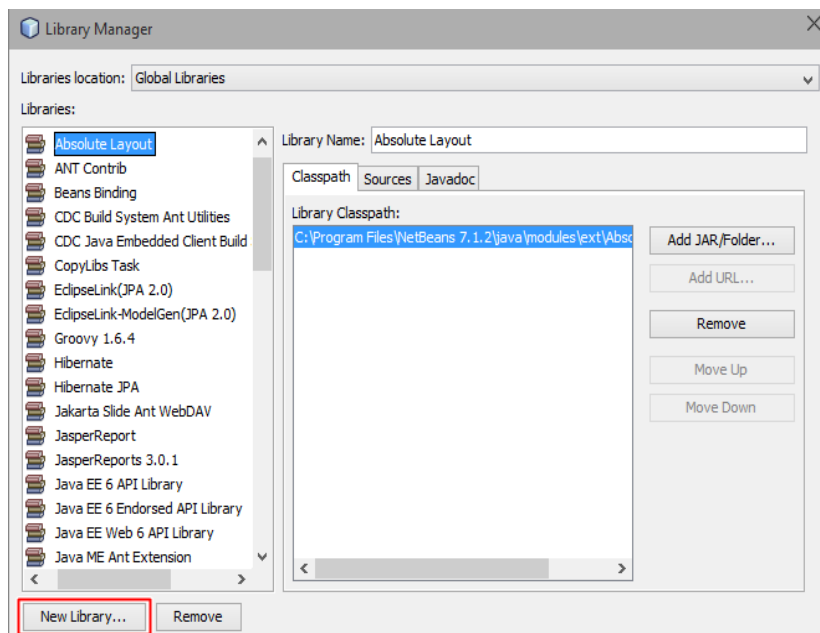 Library Manager
Libraries location: Global Libraries
Libraries:
Absolute Layout
ANT Contrib
Beans Binding
CDC Build System Ant Utilities
CDC Java Embedded Client Build
CopyLibs Task
EclipseLink(JPA 2.0)
EclipseLink-ModelGen(JPA 2.0)
Groovy 1.6.4
Hibernate
Hibernate JPA
Jakarta Slide Ant WebDAV
JasperReport
JasperReports 3.0.1
Java EE 6 API Library
Java EE 6 Endorsed API Library
Java EE Web 6 API Library
Java ME Ant Extension
New Library...
Remove
Library Name: Absolute Layout
Classpath
Sources
Javadoc
Library Classpath:
C:\Program Files\NetBeans 7.1.2\java\modules\ext\Absc
Add JAR/Folder...
Add URL...
Remove
Move Up
Move Down